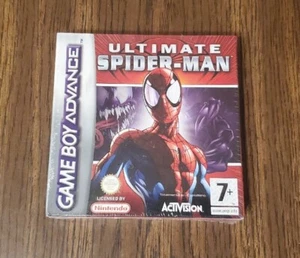 ULTIMATE
SPIDER-MAN
GAME BOY ADVANCE
LICENSED BY
Nintendo
ACTIVISION
7+